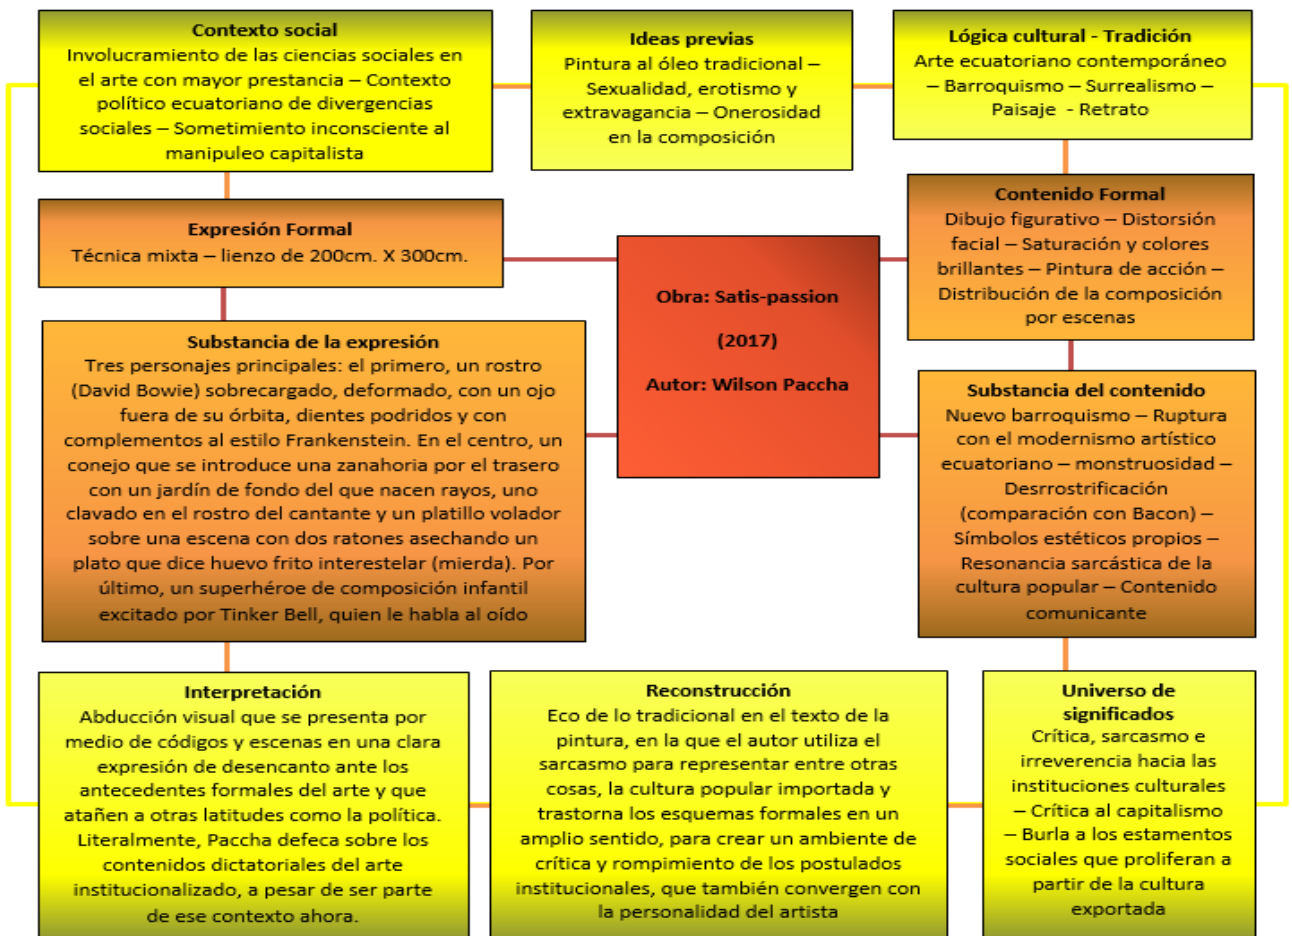 Contexto social
Involucramiento de las ciencias sociales en
el arte con mayor prestancia – Contexto
político ecuatoriano de divergencias
sociales – Sometimiento inconsciente al
manipuleo capitalista
Ideas previas
Pintura al óleo tradicional –
Sexualidad, erotismo y
extravagancia – Onerosidad
en la composición
Lógica cultural - Tradición
Arte ecuatoriano contemporáneo
– Barroquismo – Surrealismo –
Paisaje - Retrato
Expresión Formal
Técnica mixta – lienzo de 200cm. X 300cm.
Obra: Satis-passion
(2017)
Autor: Wilson Paccha
Contenido Formal
Dibujo figurativo – Distorsión
facial – Saturación y colores
brillantes – Pintura de acción –
Distribución de la composición
por escenas
Substancia de la expresión
Tres personajes principales: el primero, un rostro
(David Bowie) sobrecargado, deformado, con un ojo
fuera de su órbita, dientes podridos y con
complementos al estilo Frankenstein. En el centro, un
conejo que se introduce una zanahoria por el trasero
con un jardín de fondo del que nacen rayos, uno
clavado en el rostro del cantante y un platillo volador
sobre una escena con dos ratones asechando un
plato que dice huevo frito interestelar (mierda). Por
último, un superhéroe de composición infantil
excitado por Tinker Bell, quien le habla al oído
Substancia del contenido
Nuevo barroquismo – Ruptura
con el modernismo artístico
ecuatoriano – monstruosidad –
Desrrostrificación
(comparación con Bacon) –
Símbolos estéticos propios –
Resonancia sarcástica de la
cultura popular – Contenido
comunicante
Interpretación
Abducción visual que se presenta por
medio de códigos y escenas en una clara
expresión de desencanto ante los
antecedentes formales del arte y que
atañen a otras latitudes como la política.
Literalmente, Paccha defeca sobre los
contenidos dictatoriales del arte
institucionalizado, a pesar de ser parte
de ese contexto ahora.
Reconstrucción
Eco de lo tradicional en el texto de la
pintura, en la que el autor utiliza el
sarcasmo para representar entre otras
cosas, la cultura popular importada y
trastorna los esquemas formales en un
amplio sentido, para crear un ambiente de
crítica y rompimiento de los postulados
institucionales, que también convergen con
la personalidad del artista
Universo de
significados
Crítica, sarcasmo e
irreverencia hacia las
instituciones culturales
– Crítica al capitalismo
– Burla a los estamentos
sociales que proliferan a
partir de la cultura
exportada